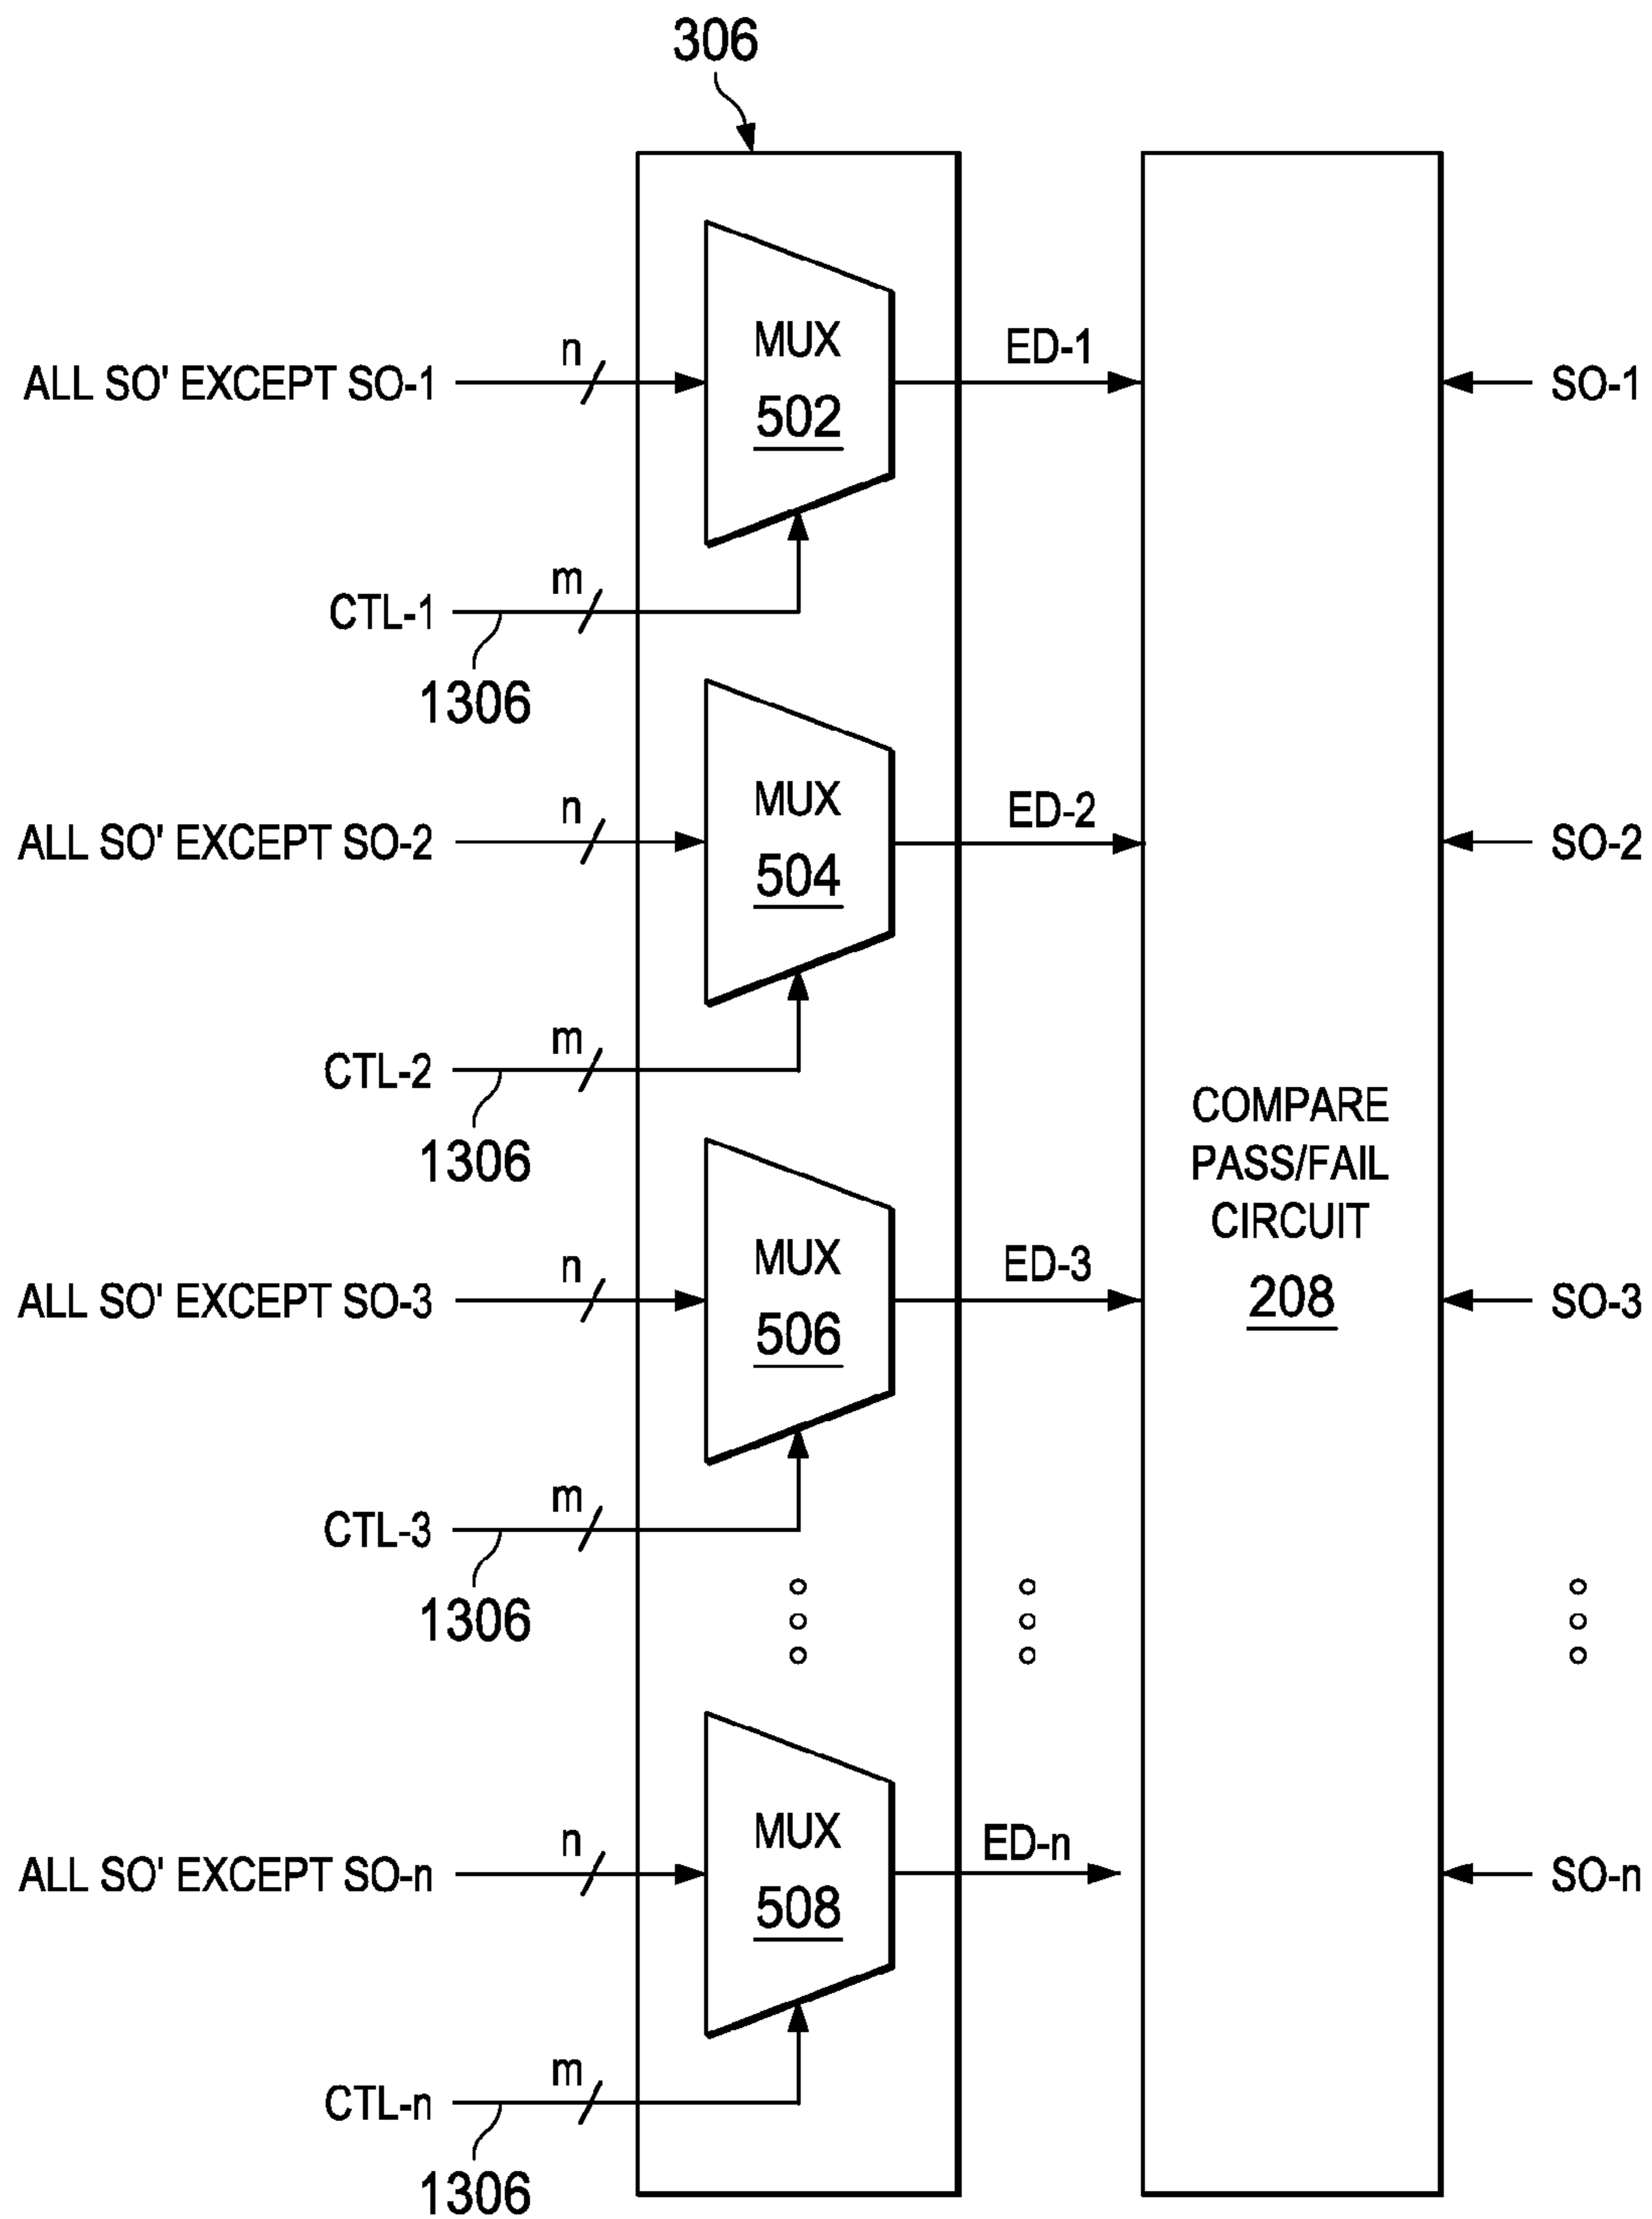 306
MUX
502
n
ED-1
ALL SO' EXCEPT SO-1
SO-1
m
CTL-1
1306
MUX
504
n
ED-2
ALL SO' EXCEPT SO-2
SO-2
m
CTL-2
1306
COMPARE
PASS/FAIL
CIRCUIT
208
MUX
506
n
ED-3
ALL SO' EXCEPT SO-3
SO-3
m
CTL-3
1306
MUX
508
n
ED-n
ALL SO' EXCEPT SO-n
SO-n
m
CTL-n
1306